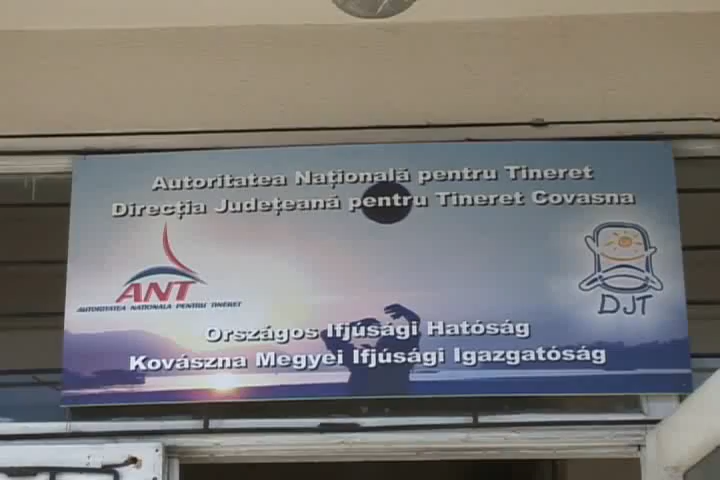 Autoritatea Națională pentru Tineret
Direcția Județeană pentru Tineret Covasna
ANT
AUTORITATEA NATIONALA PENTRU TINERET
DJT
Országos Ifjúsági Hatóság
Kovászna Megyei Ifjúsági Igazgatóság